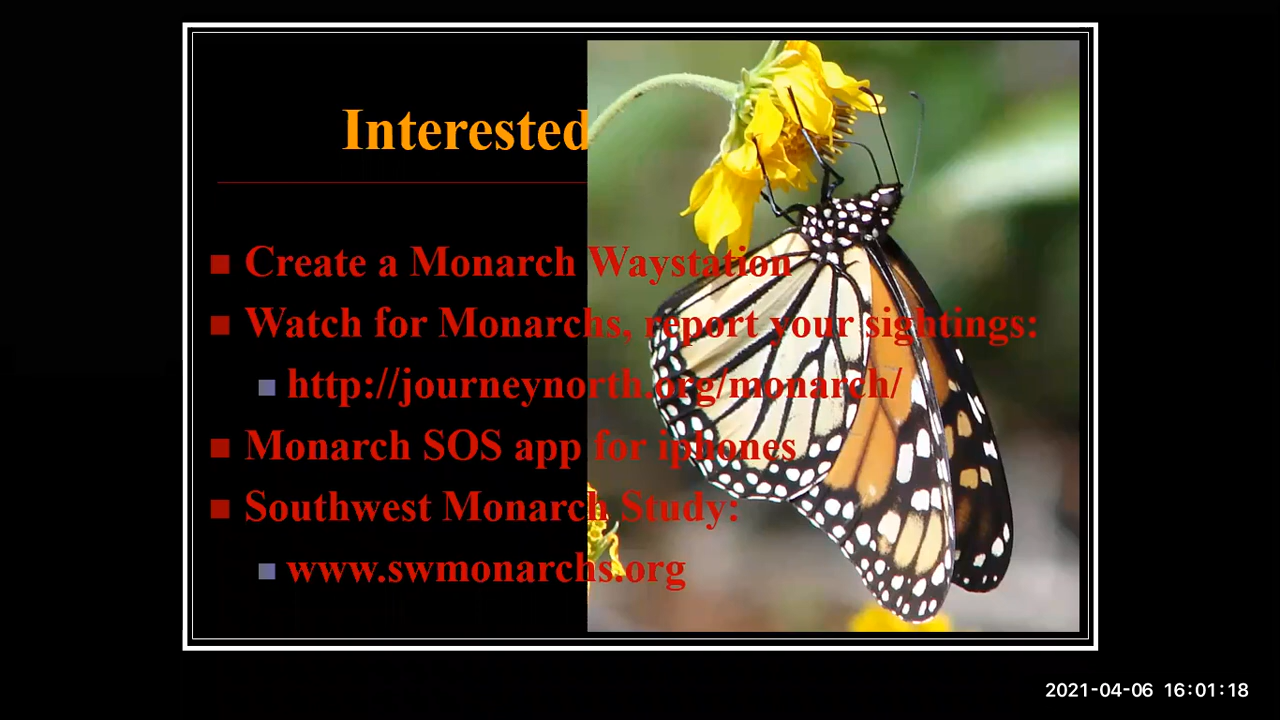 Interested
Create a Monarch Waystation
Watch for Monarchs, report your sightings:
http://journeynorth.org/monarch/
Monarch SOS app for iphones
Southwest Monarch Study:
www.swmonarchs.org
2021-04-06 16:01:18